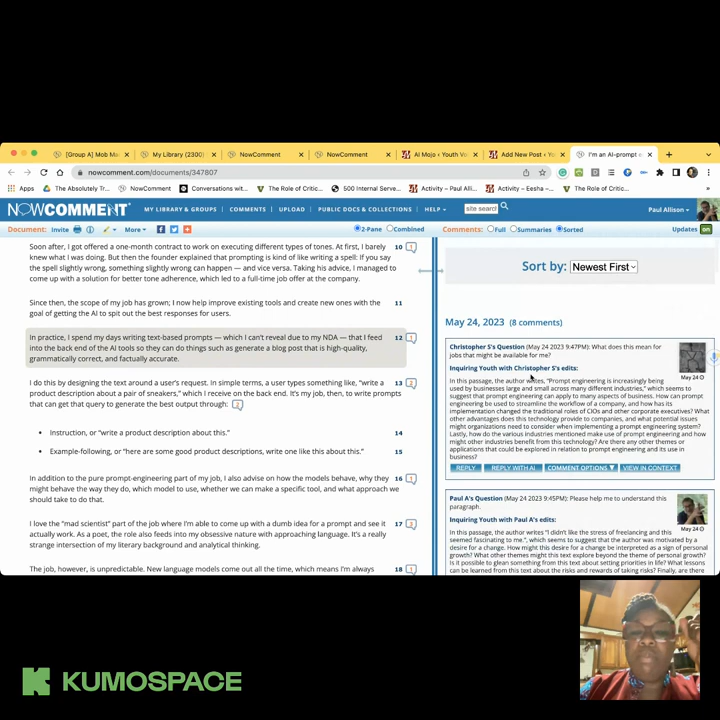 [Group A] Mob Mo
My Library (2300)
NowComment
NowComment
AI Mojo ‹ Youth Vo
Add New Post ‹ Yo
I'm an AI-prompt e
nowcomment.com/documents/347807
Apps
The Absolutely Tr...
NowComment
Conversations wit...
The Role of Critic...
500 Internal Serve...
Activity – Paul Alli...
Activity – Eesha –...
The Role of Critic...
NOWCOMMENT
MY LIBRARY & GROUPS
COMMENTS
UPLOAD
PUBLIC DOCS & COLLECTIONS
HELP
site search
Paul Allison
Document:
Invite
More
2-Pane
Combined
Comments:
Full
Summaries
Sorted
Updates
on
Soon after, I got offered a one-month contract to work on executing different types of tones. At first, I barely
10
1
knew what I was doing. But then the founder explained that prompting is kind of like writing a spell: If you say
the spell slightly wrong, something slightly wrong can happen — and vice versa. Taking his advice, I managed to
come up with a solution for better tone adherence, which led to a full-time job offer at the company.
Since then, the scope of my job has grown; I now help improve existing tools and create new ones with the
11
goal of getting the AI to spit out the best responses for users.
In practice, I spend my days writing text-based prompts — which I can't reveal due to my NDA — that I feed
12
1
into the back end of the AI tools so they can do things such as generate a blog post that is high-quality,
grammatically correct, and factually accurate.
I do this by designing the text around a user's request. In simple terms, a user types something like, "write a
13
2
product description about a pair of sneakers," which I receive on the back end. It's my job, then, to write prompts
that can get that query to generate the best output through:
2
• Instruction, or "write a product description about this."
14
• Example-following, or "here are some good product descriptions, write one like this about this."
15
In addition to the pure prompt-engineering part of my job, I also advise on how the models behave, why they
16
1
might behave the way they do, which model to use, whether we can make a specific tool, and what approach we
should take to do that.
I love the "mad scientist" part of the job where I'm able to come up with a dumb idea for a prompt and see it
17
3
actually work. As a poet, the role also feeds into my obsessive nature with approaching language. It's a really
strange intersection of my literary background and analytical thinking.
The job, however, is unpredictable. New language models come out all the time, which means I'm always
18
1
Sort by:
Newest First
May 24, 2023 (8 comments)
Christopher S's Question (May 24 2023 9:47PM): What does this mean for
jobs that might be available for me?
May 24
Inquiring Youth with Christopher S's edits:
In this passage, the author writes, "Prompt engineering is increasingly being
used by businesses large and small across many different industries," which seems to
suggest that prompt engineering can apply to many aspects of business. How can prompt
engineering be used to streamline the workflow of a company, and how has its
implementation changed the traditional roles of CIOs and other corporate executives? What
other advantages does this technology pose to companies, and what potential issues
might organizations need to consider when implementing a prompt engineering system?
Lastly, how do the various industries mentioned make use of prompt engineering and how
might other industries benefit from this technology? Are there any other themes or
applications that could be explored in relation to prompt engineering and its use in
business?
REPLY
REPLY WITH AI
COMMENT OPTIONS ▼
VIEW IN CONTEXT
Paul A's Question (May 24 2023 9:45PM): Please help me to understand this
paragraph.
May 24
Inquiring Youth with Paul A's edits:
In this passage, the author writes "I didn't like the stress of freelancing and this
seemed fascinating to me.", which seems to suggest that the author was motivated by a
desire for a change. How might this desire for a change be interpreted as a sign of personal
growth? What other themes might this text explore beyond the theme of personal growth?
Is it possible to glean something from this text about setting priorities in life? What lessons
can be learned from this text about the risks and rewards of taking risks? Finally, are there
KUMOSPACE